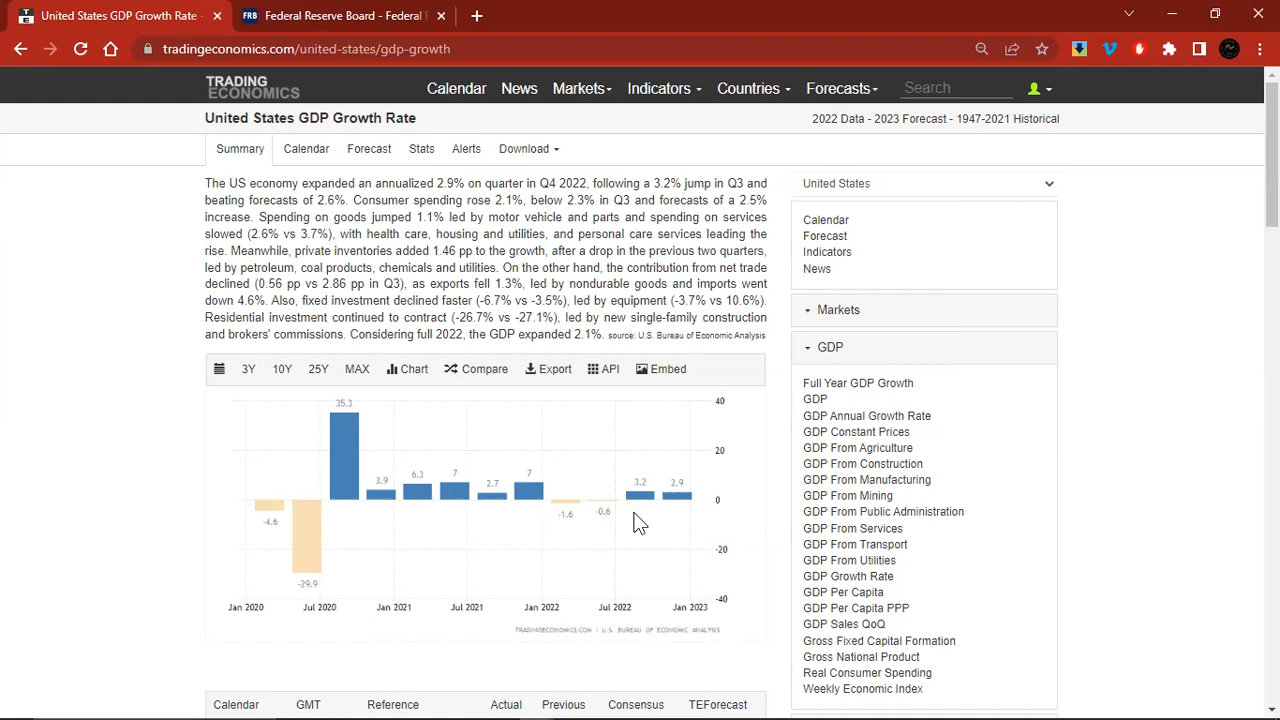 United States GDP Growth Rate -
Federal Reserve Board - Federal F
tradingeconomics.com/united-states/gdp-growth
TRADING
ECONOMICS
Calendar News Markets Indicators Countries Forecasts Search
United States GDP Growth Rate
2022 Data - 2023 Forecast - 1947-2021 Historical
Summary Calendar Forecast Stats Alerts Download
The US economy expanded an annualized 2.9% on quarter in Q4 2022, following a 3.2% jump in Q3 and
beating forecasts of 2.6%. Consumer spending rose 2.1%, below 2.3% in Q3 and forecasts of a 2.5%
increase. Spending on goods jumped 1.1% led by motor vehicle and parts and spending on services
slowed (2.6% vs 3.7%), with health care, housing and utilities, and personal care services leading the
rise. Meanwhile, private inventories added 1.46 pp to the growth, after a drop in the previous two quarters,
led by petroleum, coal products, chemicals and utilities. On the other hand, the contribution from net trade
declined (0.56 pp vs 2.86 pp in Q3), as exports fell 1.3%, led by nondurable goods and imports went
down 4.6%. Also, fixed investment declined faster (-6.7% vs -3.5%), led by equipment (-3.7% vs 10.6%).
Residential investment continued to contract (-26.7% vs -27.1%), led by new single-family construction
and brokers' commissions. Considering full 2022, the GDP expanded 2.1%. source: U.S. Bureau of Economic Analysis
3Y 10Y 25Y MAX Chart Compare Export API Embed
35.3
40
20
3.9 6.3 7 2.7 7 3.2 2.9
0
-4.6 -1.6 -0.6
-20
-29.9
-40
Jan 2020 Jul 2020 Jan 2021 Jul 2021 Jan 2022 Jul 2022 Jan 2023
TRADINGECONOMICS.COM | U.S. BUREAU OF ECONOMIC ANALYSIS
Calendar GMT Reference Actual Previous Consensus TEForecast
United States
Calendar
Forecast
Indicators
News
Markets
GDP
Full Year GDP Growth
GDP
GDP Annual Growth Rate
GDP Constant Prices
GDP From Agriculture
GDP From Construction
GDP From Manufacturing
GDP From Mining
GDP From Public Administration
GDP From Services
GDP From Transport
GDP From Utilities
GDP Growth Rate
GDP Per Capita
GDP Per Capita PPP
GDP Sales QoQ
Gross Fixed Capital Formation
Gross National Product
Real Consumer Spending
Weekly Economic Index